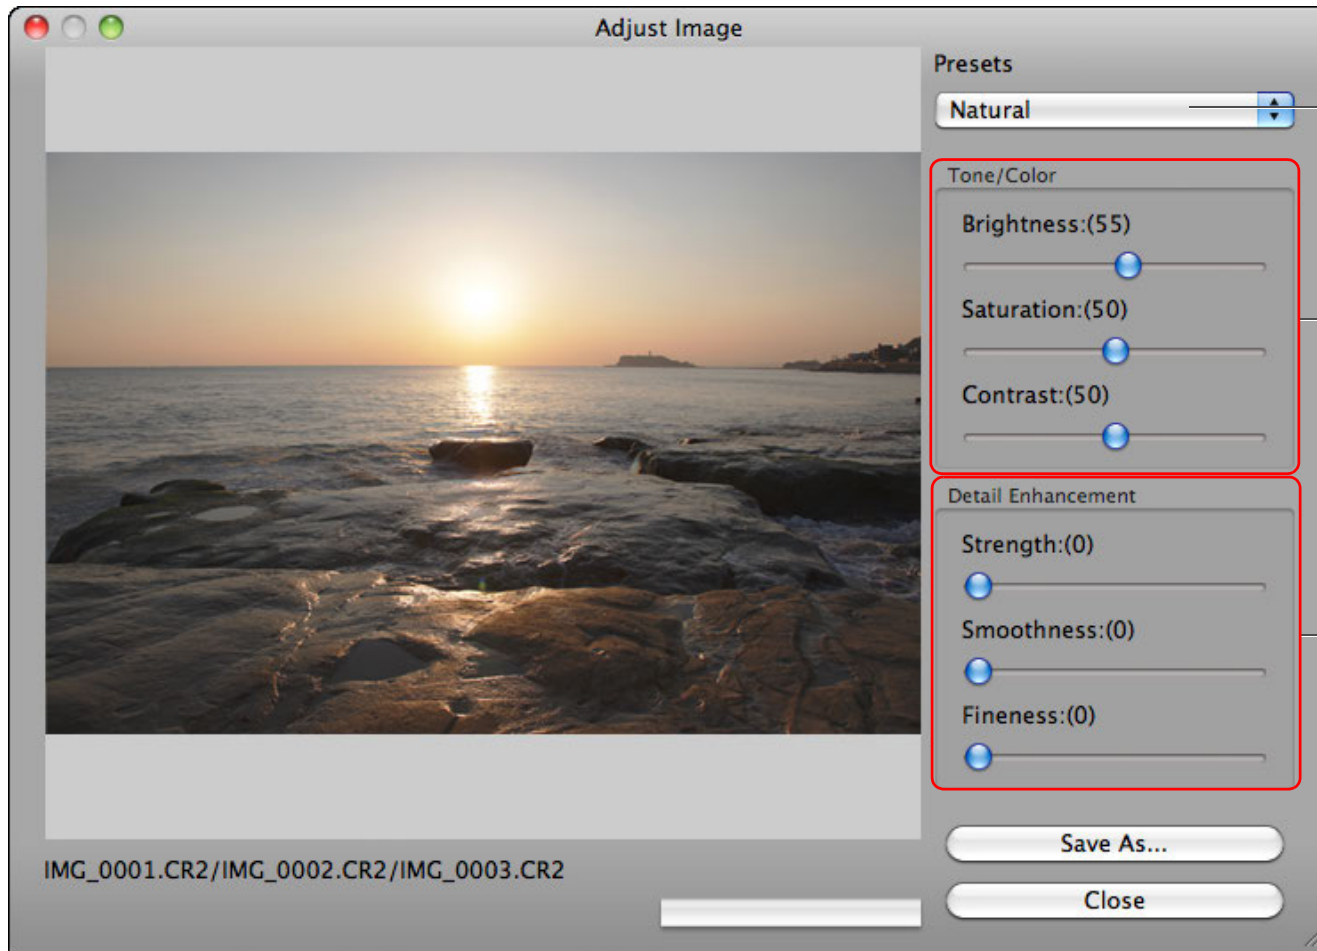 Adjust Image
Presets
Natural
Tone/Color
Brightness:(55)
Saturation:(50)
Contrast:(50)
Detail Enhancement
Strength:(0)
Smoothness:(0)
Fineness:(0)
Save As...
Close
IMG_0001.CR2/IMG_0002.CR2/IMG_0003.CR2